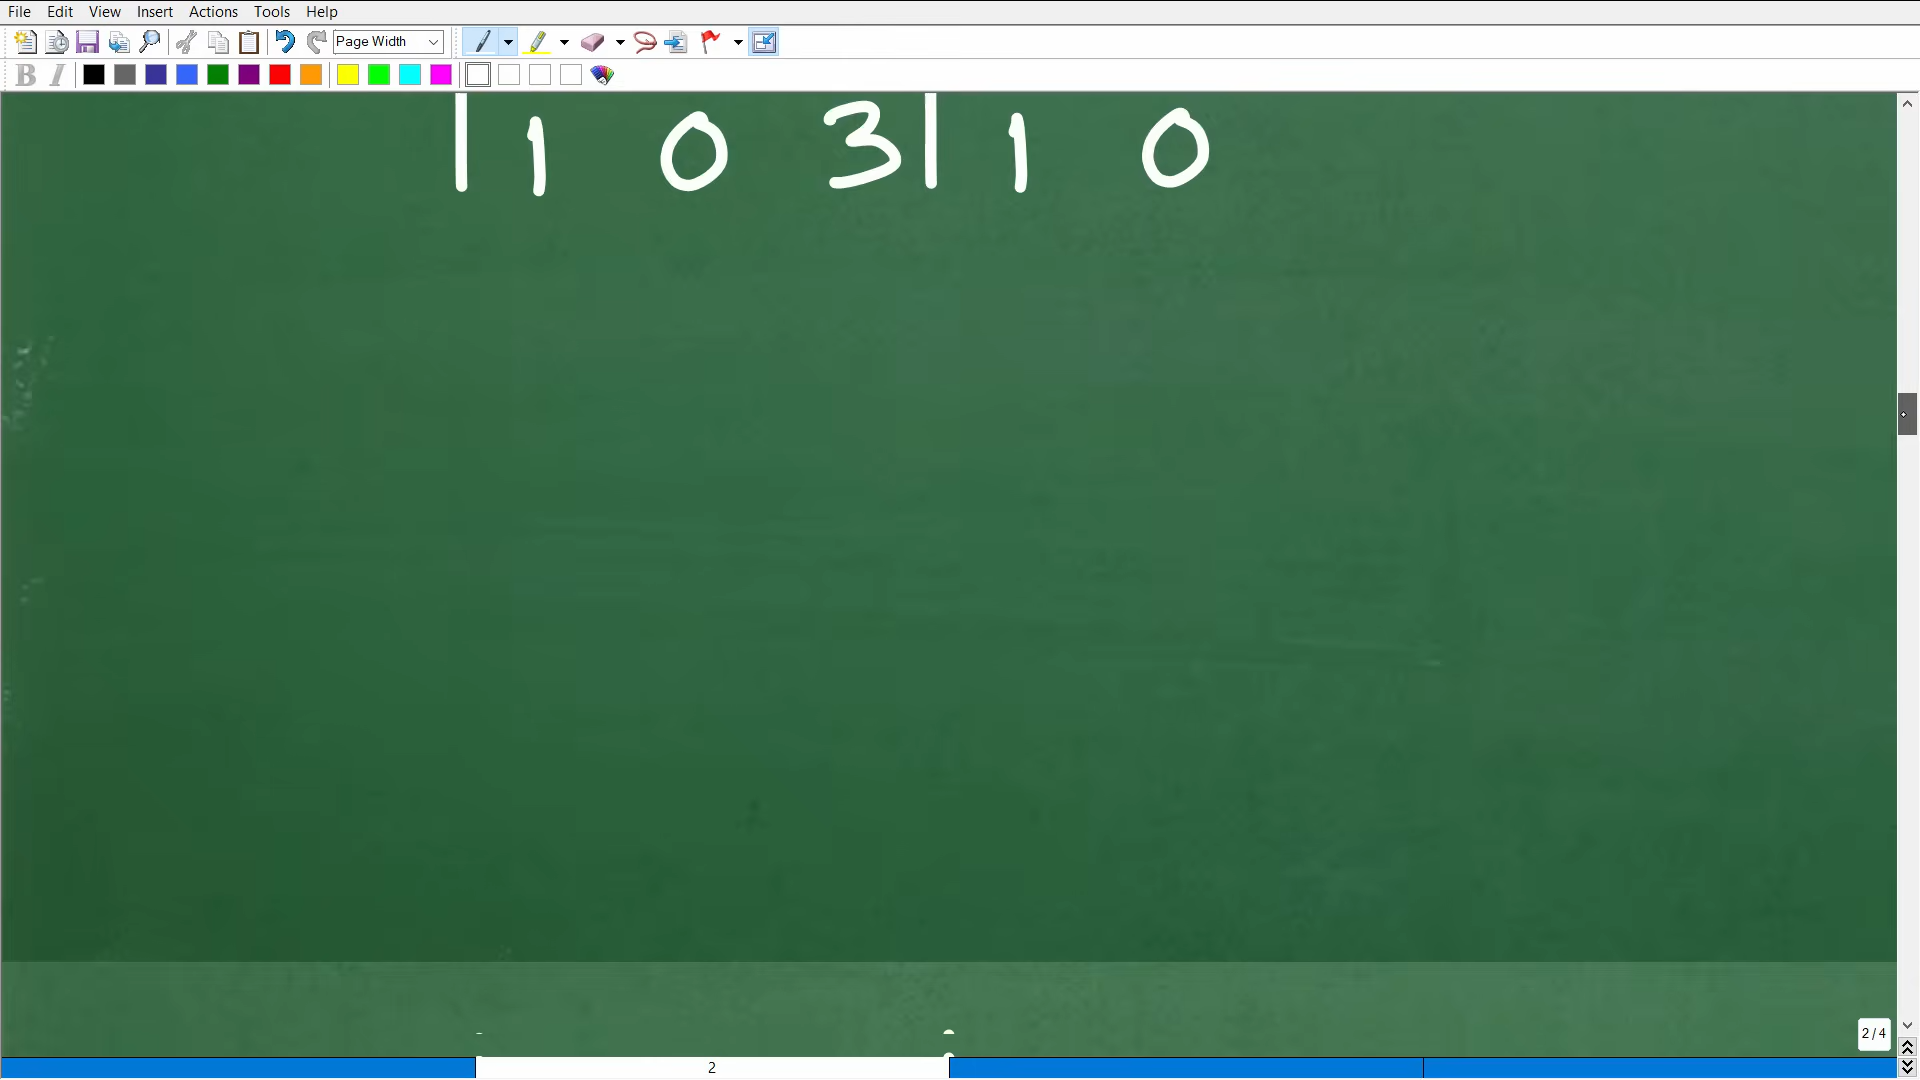 File Edit View Insert Actions Tools Help
Page Width
B I
| 1 0 3 | 1 0
2 / 4
2